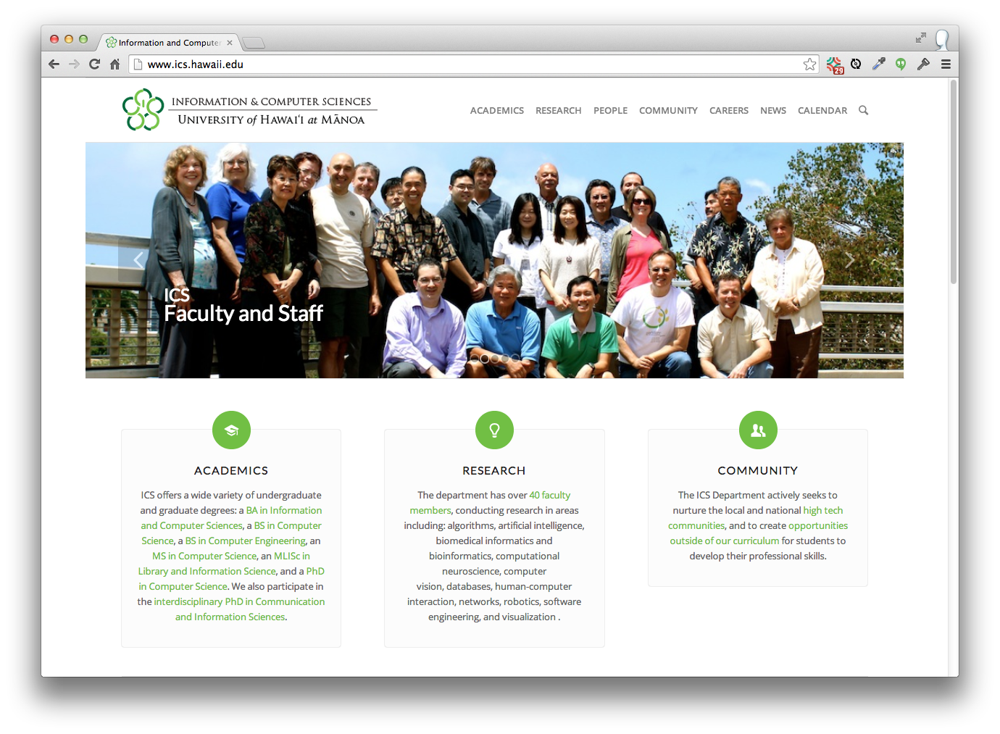 Information and Computer
www.ics.hawaii.edu
29
INFORMATION & COMPUTER SCIENCES
UNIVERSITY of HAWAIʻI at MĀNOA
ACADEMICS RESEARCH PEOPLE COMMUNITY CAREERS NEWS CALENDAR
ICS
Faculty and Staff
ACADEMICS
ICS offers a wide variety of undergraduate
and graduate degrees: a BA in Information
and Computer Sciences, a BS in Computer
Science, a BS in Computer Engineering, an
MS in Computer Science, an MLISc in
Library and Information Science, and a PhD
in Computer Science. We also participate in
the interdisciplinary PhD in Communication
and Information Sciences.
RESEARCH
The department has over 40 faculty
members, conducting research in areas
including: algorithms, artificial intelligence,
biomedical informatics and
bioinformatics, computational
neuroscience, computer
vision, databases, human-computer
interaction, networks, robotics, software
engineering, and visualization .
COMMUNITY
The ICS Department actively seeks to
nurture the local and national high tech
communities, and to create opportunities
outside of our curriculum for students to
develop their professional skills.